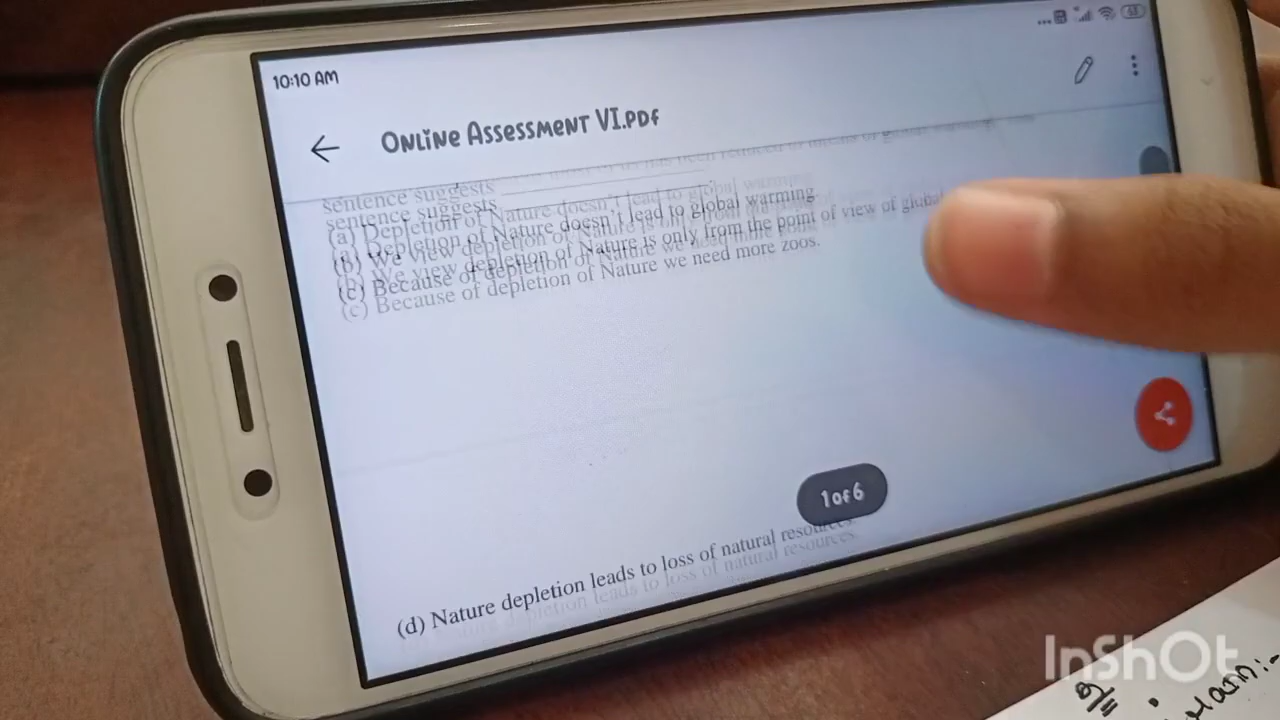 10:10 AM
ONLINE ASSESSMENT VI.PDF
sentence suggests
(a) Depletion of Nature doesn't lead to global warming.
(b) We view depletion of Nature is only from the point of view of global
(c) Because of depletion of Nature we need more zoos.
1 of 6
(d) Nature depletion leads to loss of natural resources.
InShOt